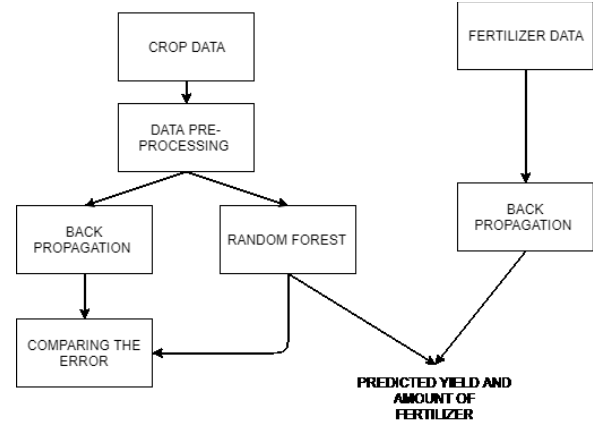 CROP DATA
FERTILIZER DATA
DATA PRE-
PROCESSING
BACK
PROPAGATION
RANDOM FOREST
BACK
PROPAGATION
COMPARING THE
ERROR
PREDICTED YIELD AND
AMOUNT OF
FERTILIZER